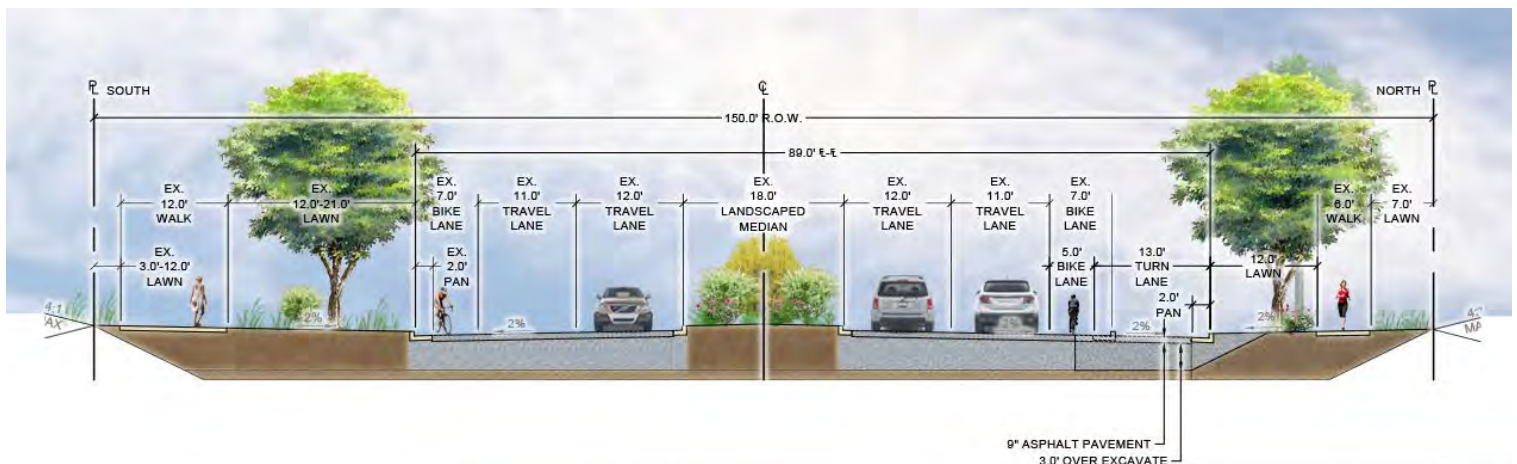 SOUTH
NORTH
150.0' R.O.W.
89.0' ℄-℄
EX.
12.0'
WALK
EX.
12.0'-21.0'
LAWN
EX.
7.0'
BIKE
LANE
EX.
11.0'
TRAVEL
LANE
EX.
12.0'
TRAVEL
LANE
EX.
18.0'
LANDSCAPED
MEDIAN
EX.
12.0'
TRAVEL
LANE
EX.
11.0'
TRAVEL
LANE
EX.
7.0'
BIKE
LANE
EX.
6.0'
WALK
EX.
7.0'
LAWN
EX.
3.0'-12.0'
LAWN
EX.
2.0'
PAN
5.0'
BIKE
LANE
13.0'
TURN
LANE
12.0'
LAWN
2.0'
PAN
4:1
2%
2%
2%
2%
2%
9" ASPHALT PAVEMENT
3.0' OVER EXCAVATE